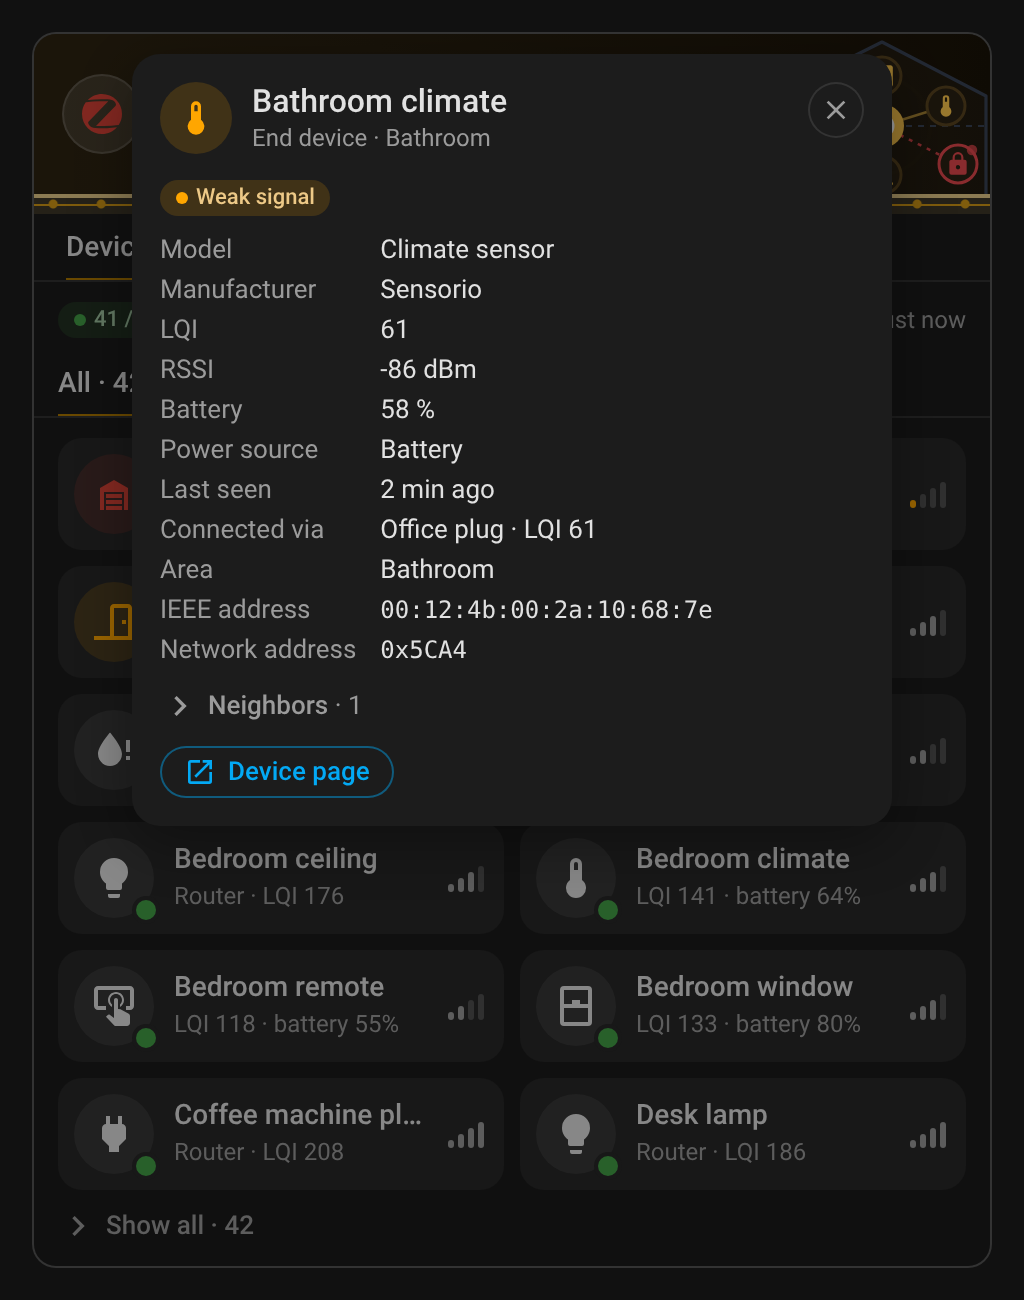 Bathroom climate
End device · Bathroom
Weak signal
Model Climate sensor
Manufacturer Sensorio
LQI 61
RSSI -86 dBm
Battery 58 %
Power source Battery
Last seen 2 min ago
Connected via Office plug · LQI 61
Area Bathroom
IEEE address 00:12:4b:00:2a:10:68:7e
Network address 0x5CA4
Neighbors · 1
Device page
41 /
now
All · 42
Bedroom ceiling
Router · LQI 176
Bedroom climate
LQI 141 · battery 64%
Bedroom remote
LQI 118 · battery 55%
Bedroom window
LQI 133 · battery 80%
Coffee machine pl...
Router · LQI 208
Desk lamp
Router · LQI 186
Show all · 42